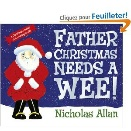 Cliquez pour feuilleter!
FATHER
CHRISTMAS
NEEDS A
WEE!
Nicholas Allan